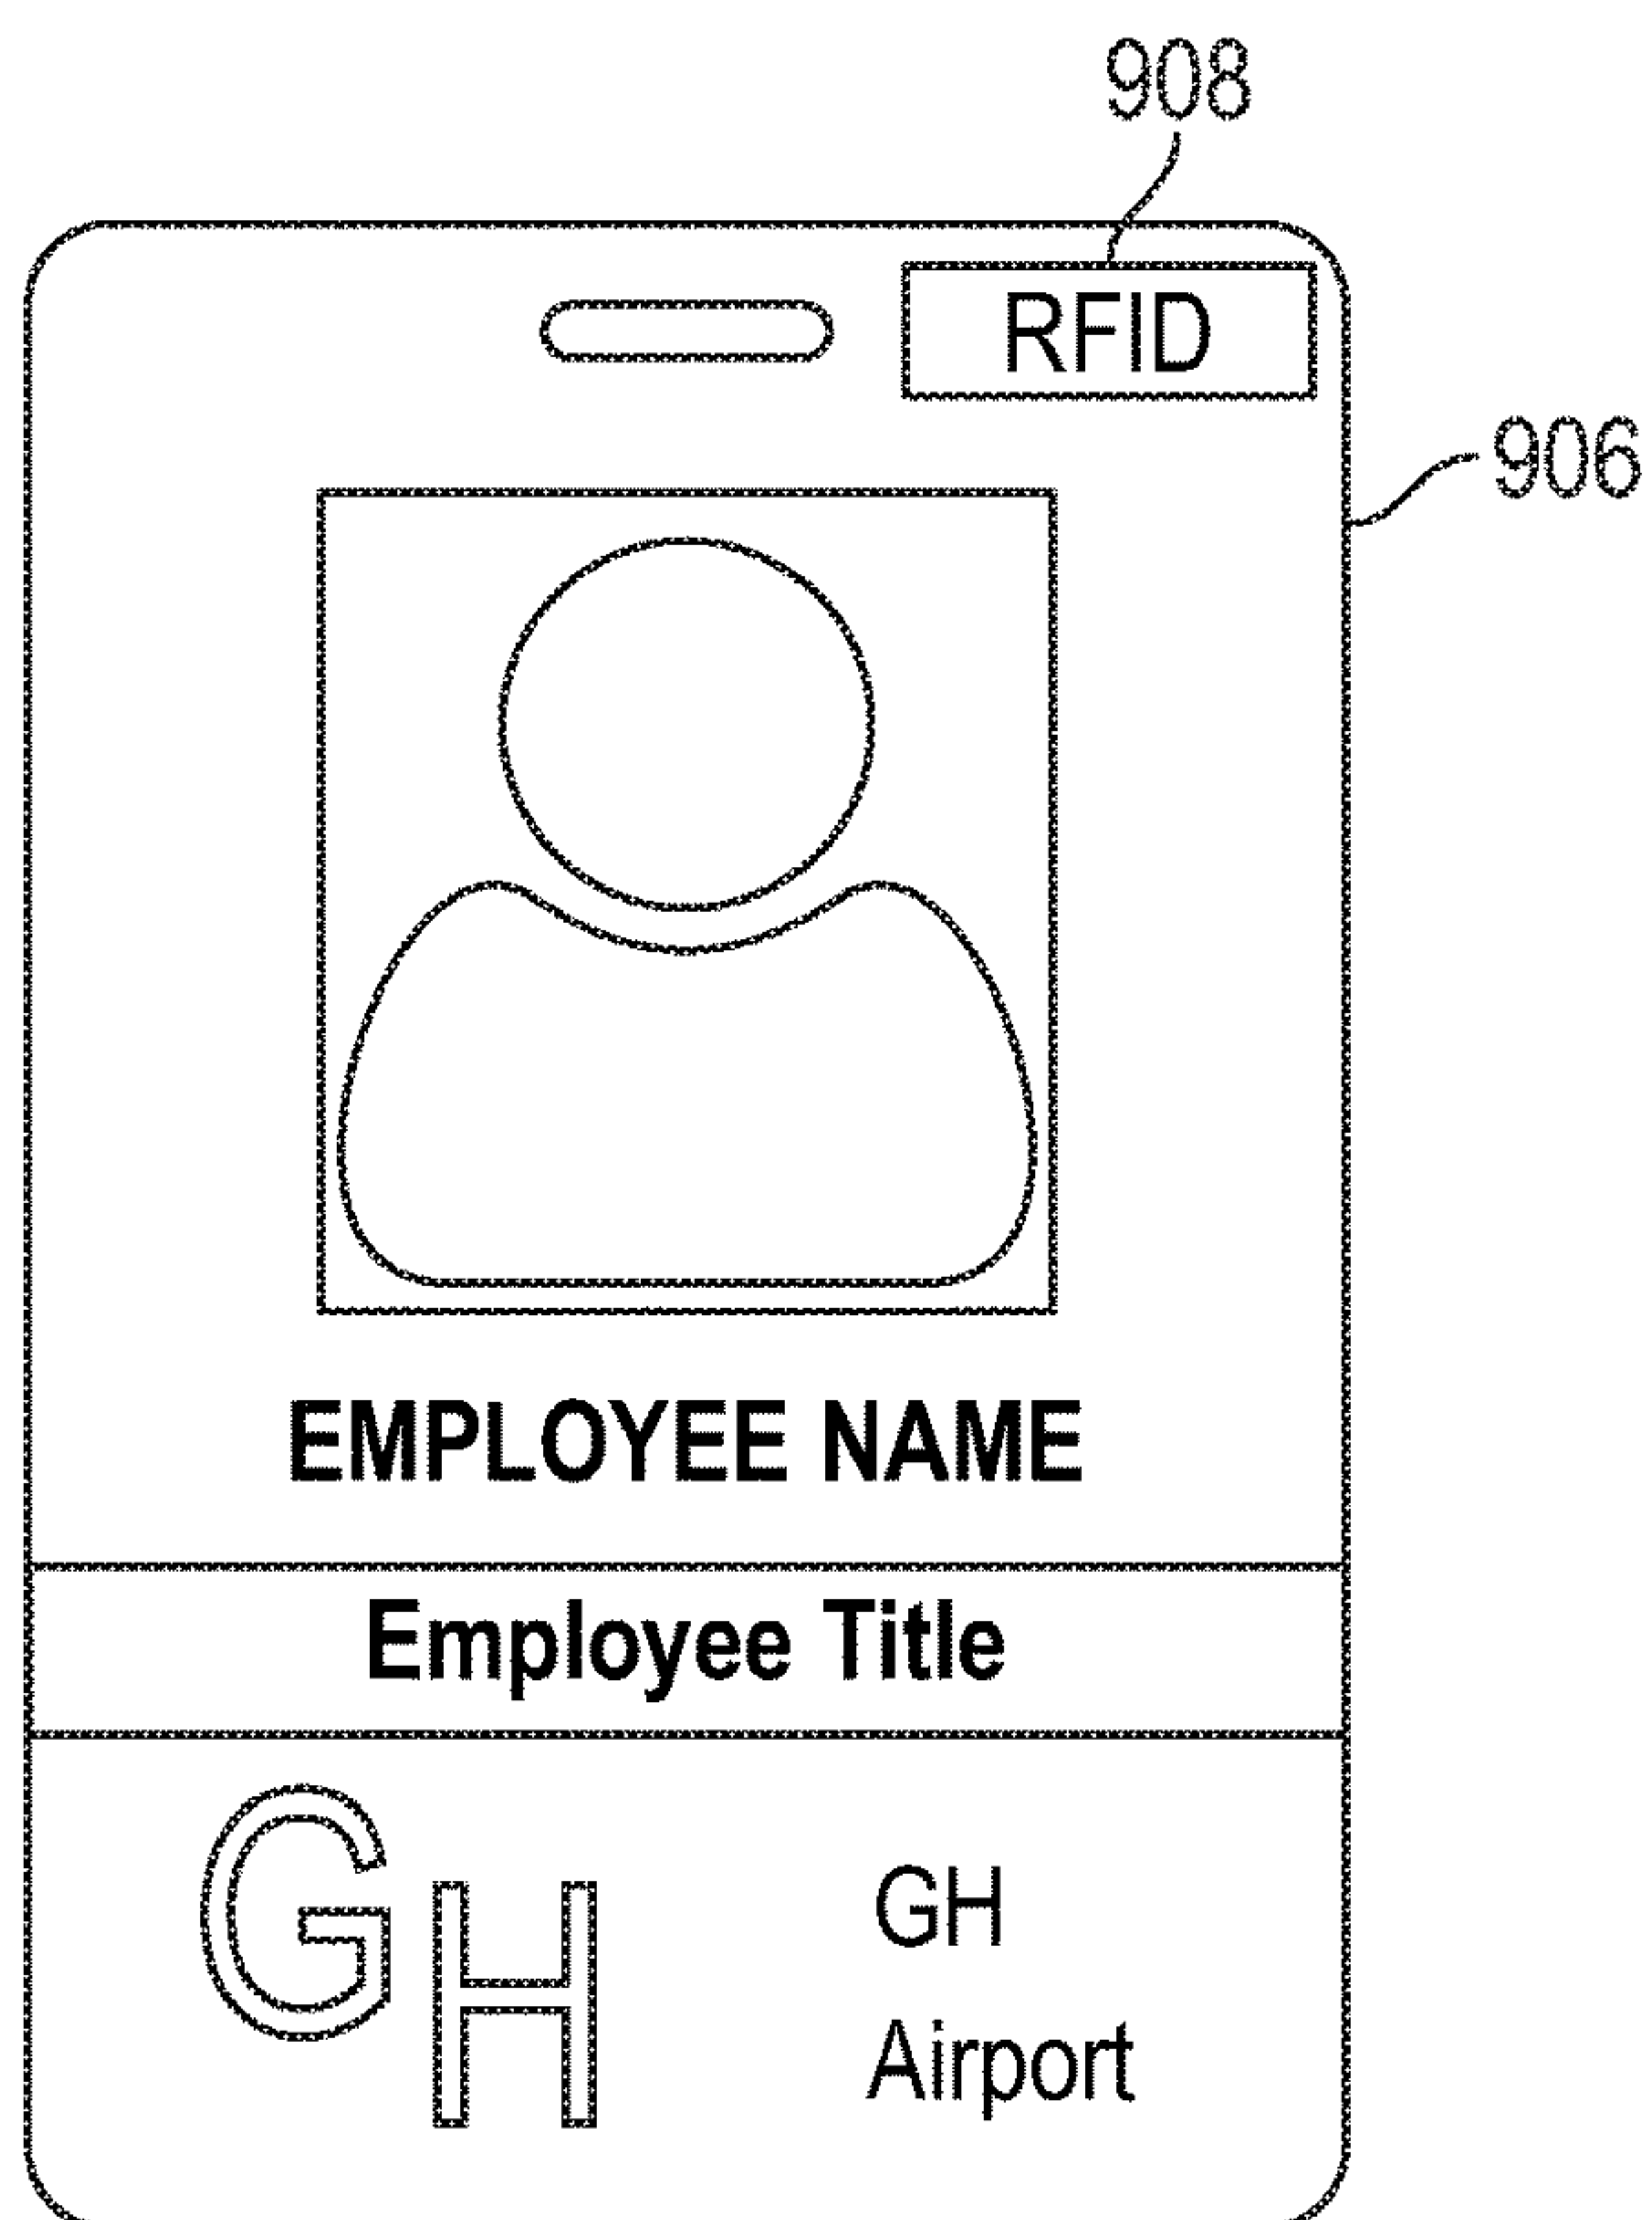 908
RFID
906
EMPLOYEE NAME
Employee Title
GH
GH
Airport